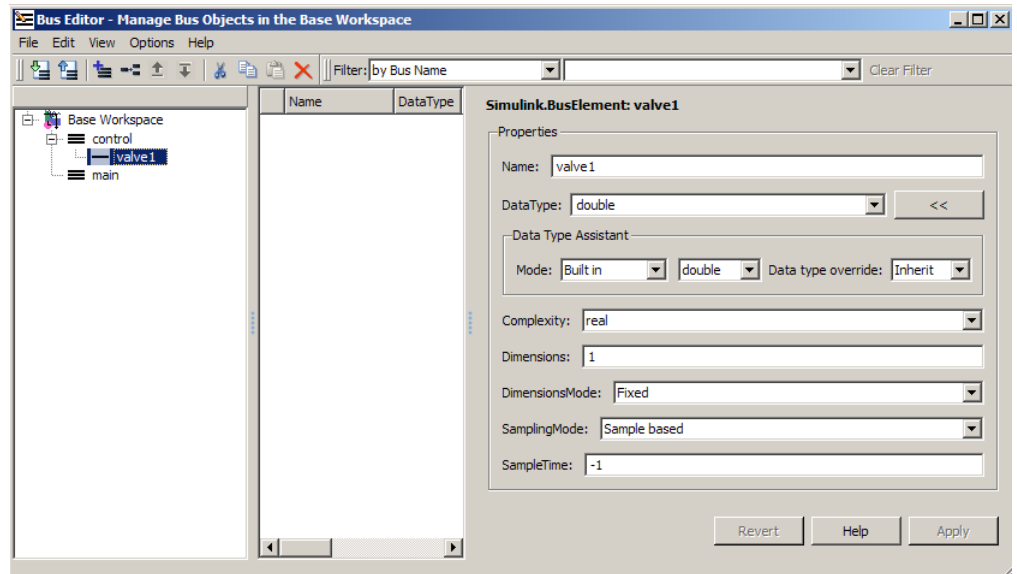 Bus Editor - Manage Bus Objects in the Base Workspace
File Edit View Options Help
Filter: by Bus Name Clear Filter
Name DataType
Base Workspace
control
valve1
main
Simulink.BusElement: valve1
Properties
Name: valve1
DataType: double <<
Data Type Assistant
Mode: Built in double Data type override: Inherit
Complexity: real
Dimensions: 1
DimensionsMode: Fixed
SamplingMode: Sample based
SampleTime: -1
Revert Help Apply